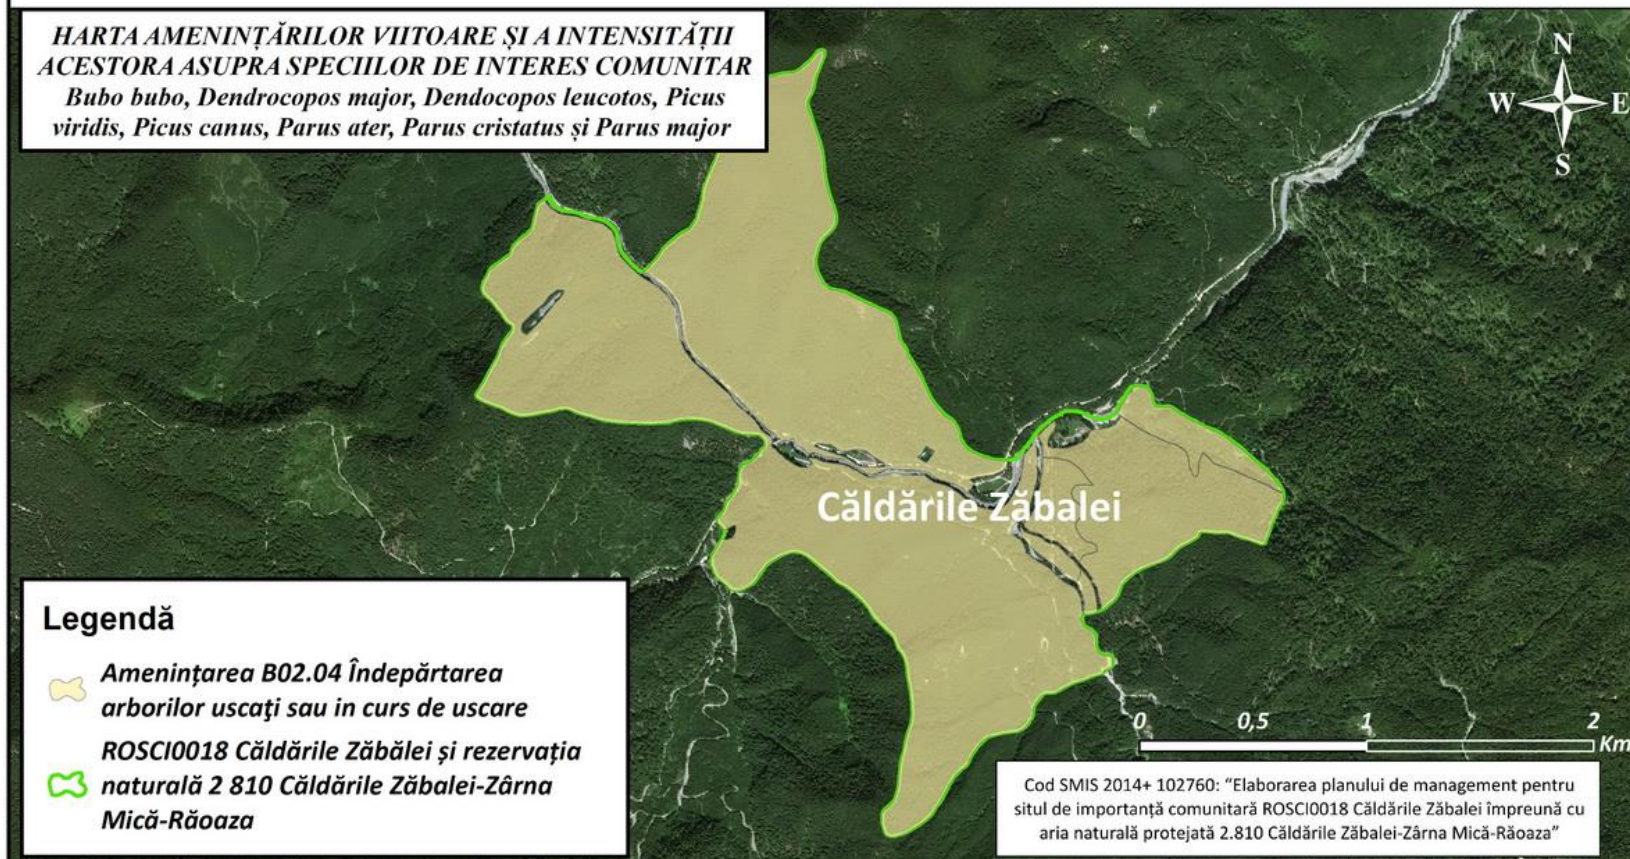 HARTA AMENINȚĂRILOR VIITOARE ȘI A INTENSITĂȚII
ACESTORA ASUPRA SPECIILOR DE INTERES COMUNITAR
Bubo bubo, Dendrocopos major, Dendocopos leucotos, Picus
viridis, Picus canus, Parus ater, Parus cristatus și Parus major
N
W
E
S
Căldările Zăbalei
Legendă
Amenințarea B02.04 Îndepărtarea
arborilor uscaţi sau in curs de uscare
ROSCI0018 Căldările Zăbălei și rezervația
naturală 2 810 Căldările Zăbalei-Zârna
Mică-Răoaza
0 0,5 1 2
Km
Cod SMIS 2014+ 102760: “Elaborarea planului de management pentru
situl de importanță comunitară ROSCI0018 Căldările Zăbalei împreună cu
aria naturală protejată 2.810 Căldările Zăbalei-Zârna Mică-Răoaza”